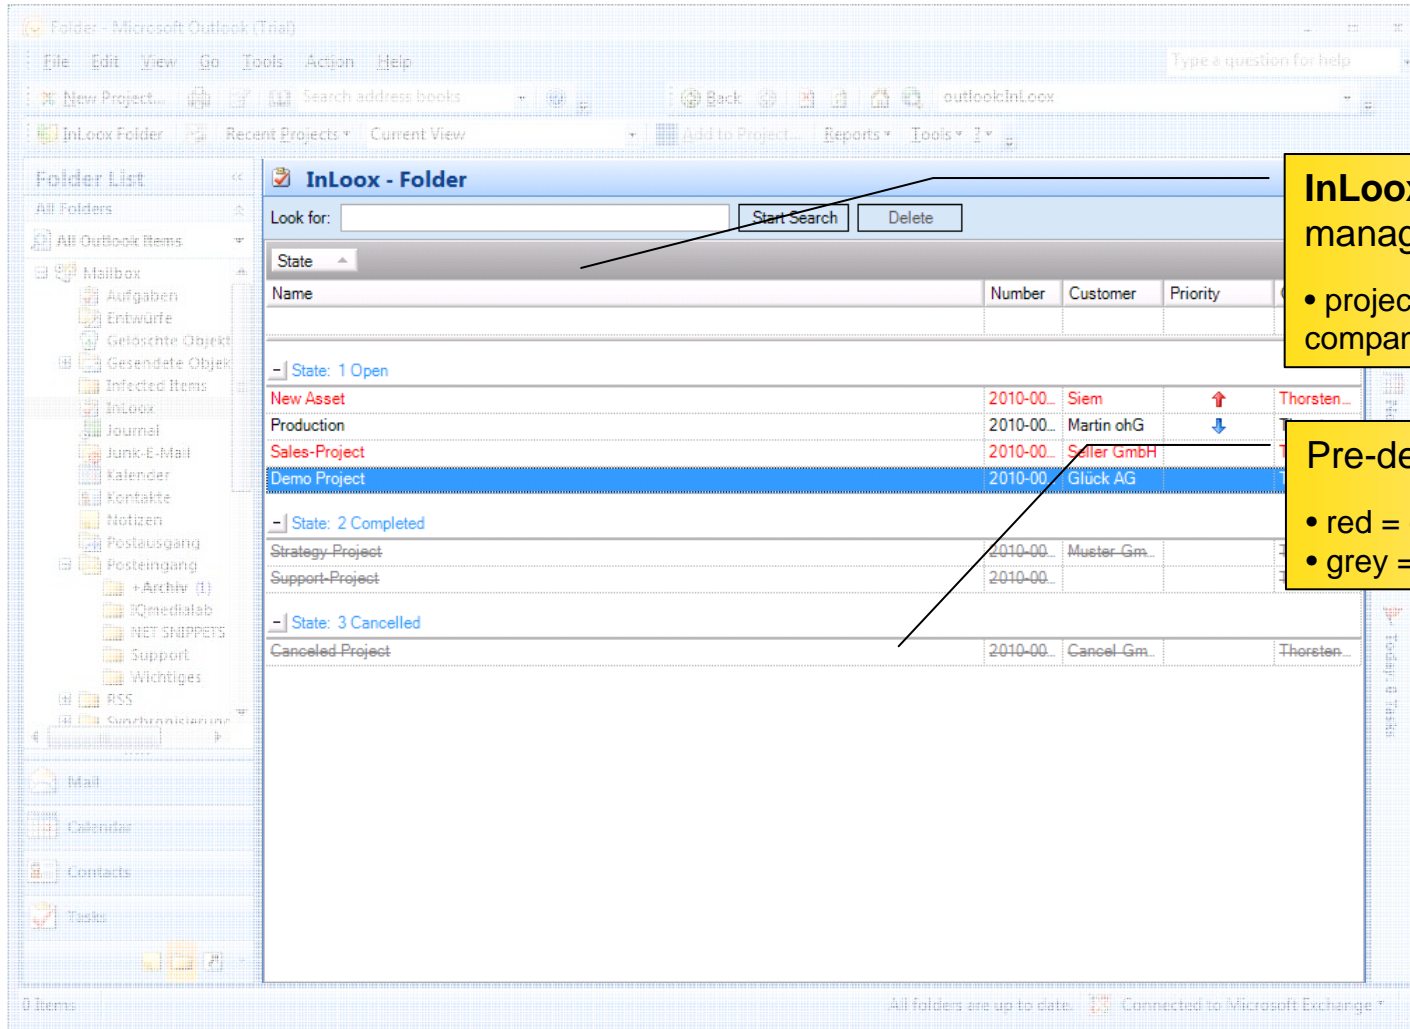 Folder - Microsoft Outlook (Trial)
File Edit View Go Tools Action Help
Type a question for help
New Project... Search address books Back outlook:InLoox
InLoox Folder Recent Projects Current View Add to Project... Reports Tools ?
Folder List
All Folders
All Outlook Items
Mailbox
Aufgaben
Entwürfe
Gelöschte Objekt
Gesendete Objek
Infected Items
InLoox
Journal
Junk-E-Mail
Kalender
Kontakte
Notizen
Postausgang
Posteingang
+Archiv (1)
IQmedialab
NET SNIPPETS
Support
Wichtiges
RSS
Synchronisierung
Mail
Calendar
Contacts
Tasks
0 Items
InLoox - Folder
Look for: Start Search Delete
State
Name Number Customer Priority
State: 1 Open
New Asset 2010-00... Siem Thorsten...
Production 2010-00... Martin ohG
Sales-Project 2010-00... Seller GmbH
Demo Project 2010-00... Glück AG
State: 2 Completed
Strategy Project 2010-00... Muster Gm...
Support-Project 2010-00...
State: 3 Cancelled
Canceled Project 2010-00... Cancel Gm... Thorsten...
InLoox
manag
• projec
compan
Pre-de
• red =
• grey =
All folders are up to date. Connected to Microsoft Exchange